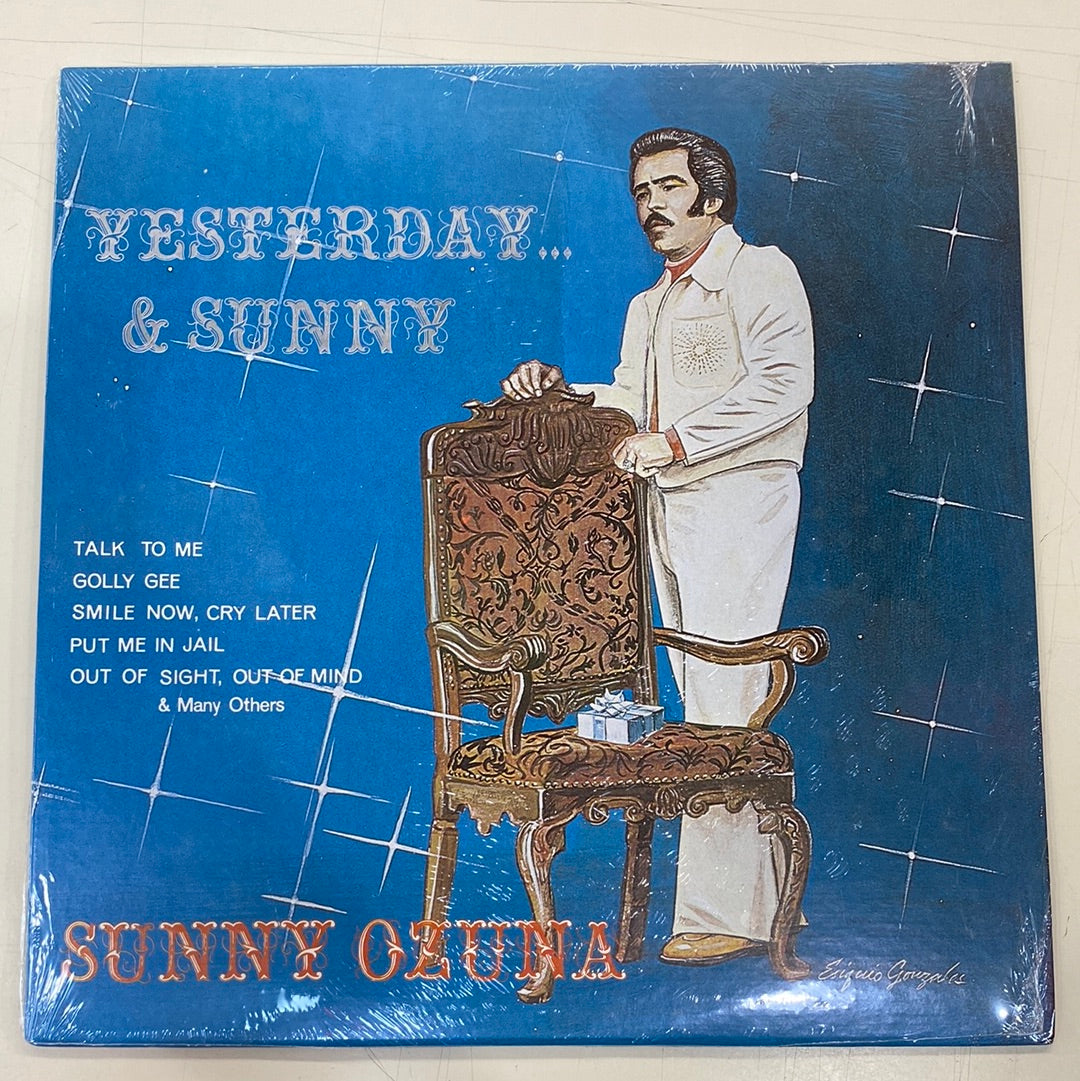 YESTERDAY...
& SUNNY
TALK TO ME
GOLLY GEE
SMILE NOW, CRY LATER
PUT ME IN JAIL
OUT OF SIGHT, OUT OF MIND
& Many Others
SUNNY OZUNA
Gonzales